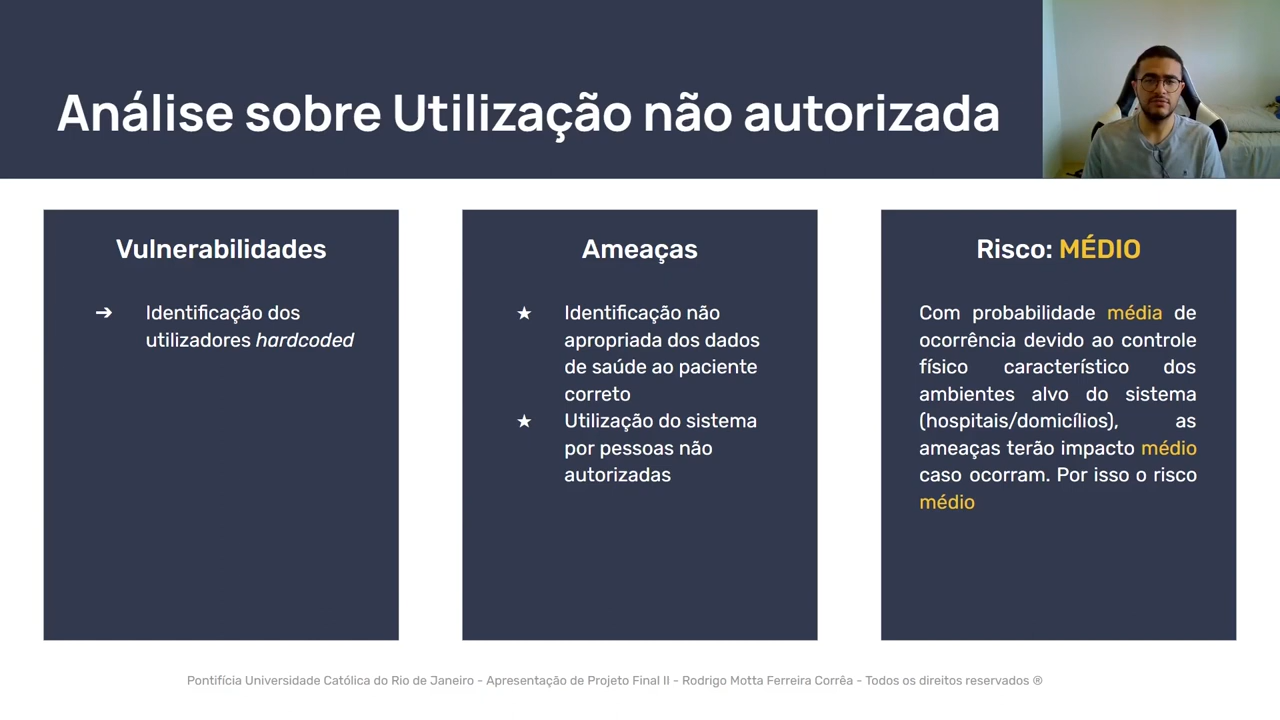 Análise sobre Utilização não autorizada
Vulnerabilidades
➔ Identificação dos
utilizadores hardcoded
Ameaças
★ Identificação não
apropriada dos dados
de saúde ao paciente
correto
★ Utilização do sistema
por pessoas não
autorizadas
Risco: MÉDIO
Com probabilidade média de
ocorrência devido ao controle
físico característico dos
ambientes alvo do sistema
(hospitais/domicílios), as
ameaças terão impacto médio
caso ocorram. Por isso o risco
médio
Pontifícia Universidade Católica do Rio de Janeiro - Apresentação de Projeto Final II - Rodrigo Motta Ferreira Corrêa - Todos os direitos reservados ®